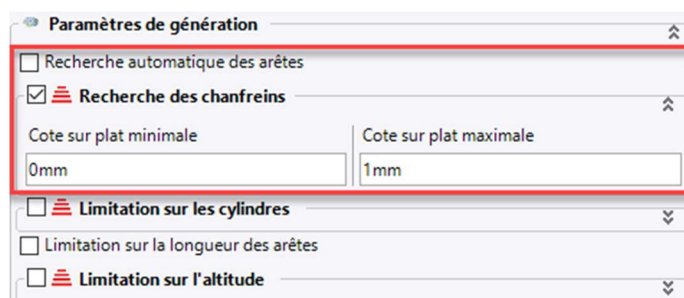 Paramètres de génération
Recherche automatique des arêtes
Recherche des chanfreins
Cote sur plat minimale Cote sur plat maximale
0mm 1mm
Limitation sur les cylindres
Limitation sur la longueur des arêtes
Limitation sur l'altitude